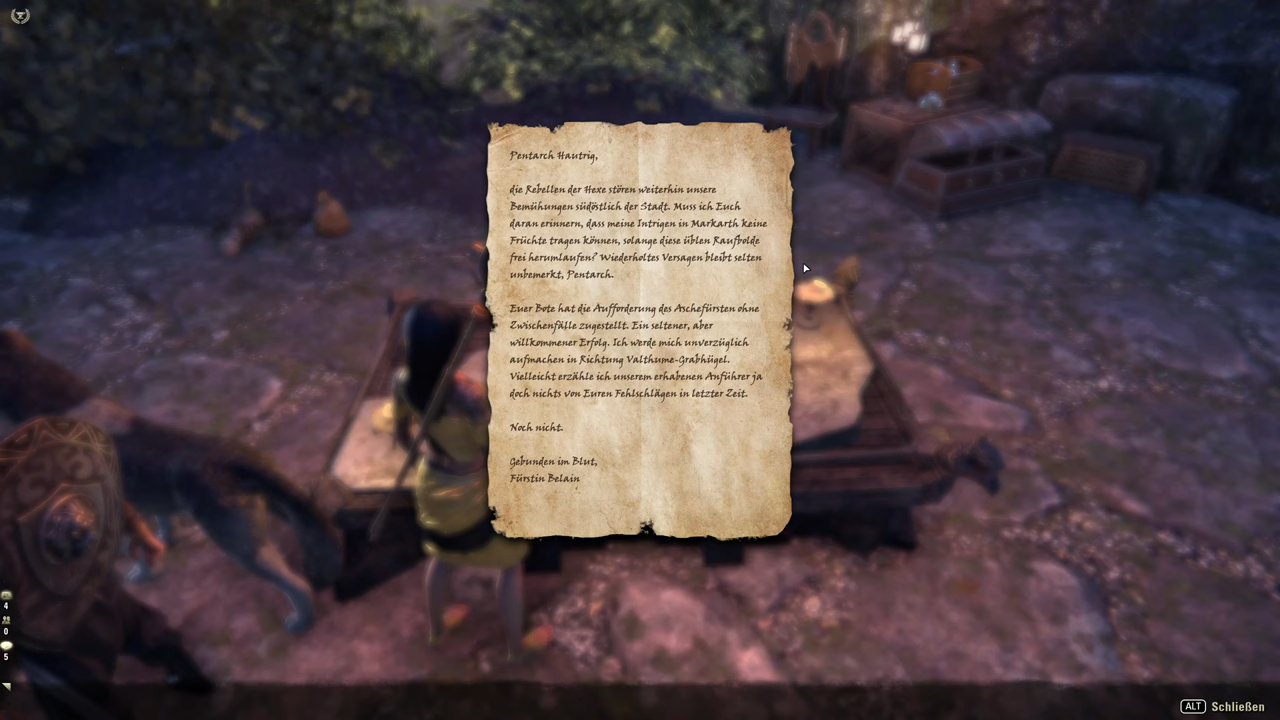 Pentarch Hautrig,
die Rebellen der Hexe stören weiterhin unsere
Bemühungen südöstlich der Stadt. Muss ich Euch
daran erinnern, dass meine Intrigen in Markarth keine
Früchte tragen können, solange diese üblen Raufbolde
frei herumlaufen? Wiederholtes Versagen bleibt selten
unbemerkt, Pentarch.
Euer Bote hat die Aufforderung des Aschefürsten ohne
Zwischenfälle zugestellt. Ein seltener, aber
willkommener Erfolg. Ich werde mich unverzüglich
aufmachen in Richtung Valthume-Grabhügel.
Vielleicht erzähle ich unserem erhabenen Anführer ja
doch nichts von Euren Fehlschlägen in letzter Zeit.
Noch nicht.
Gebunden im Blut,
Fürstin Belain
4
0
5
ALT Schließen